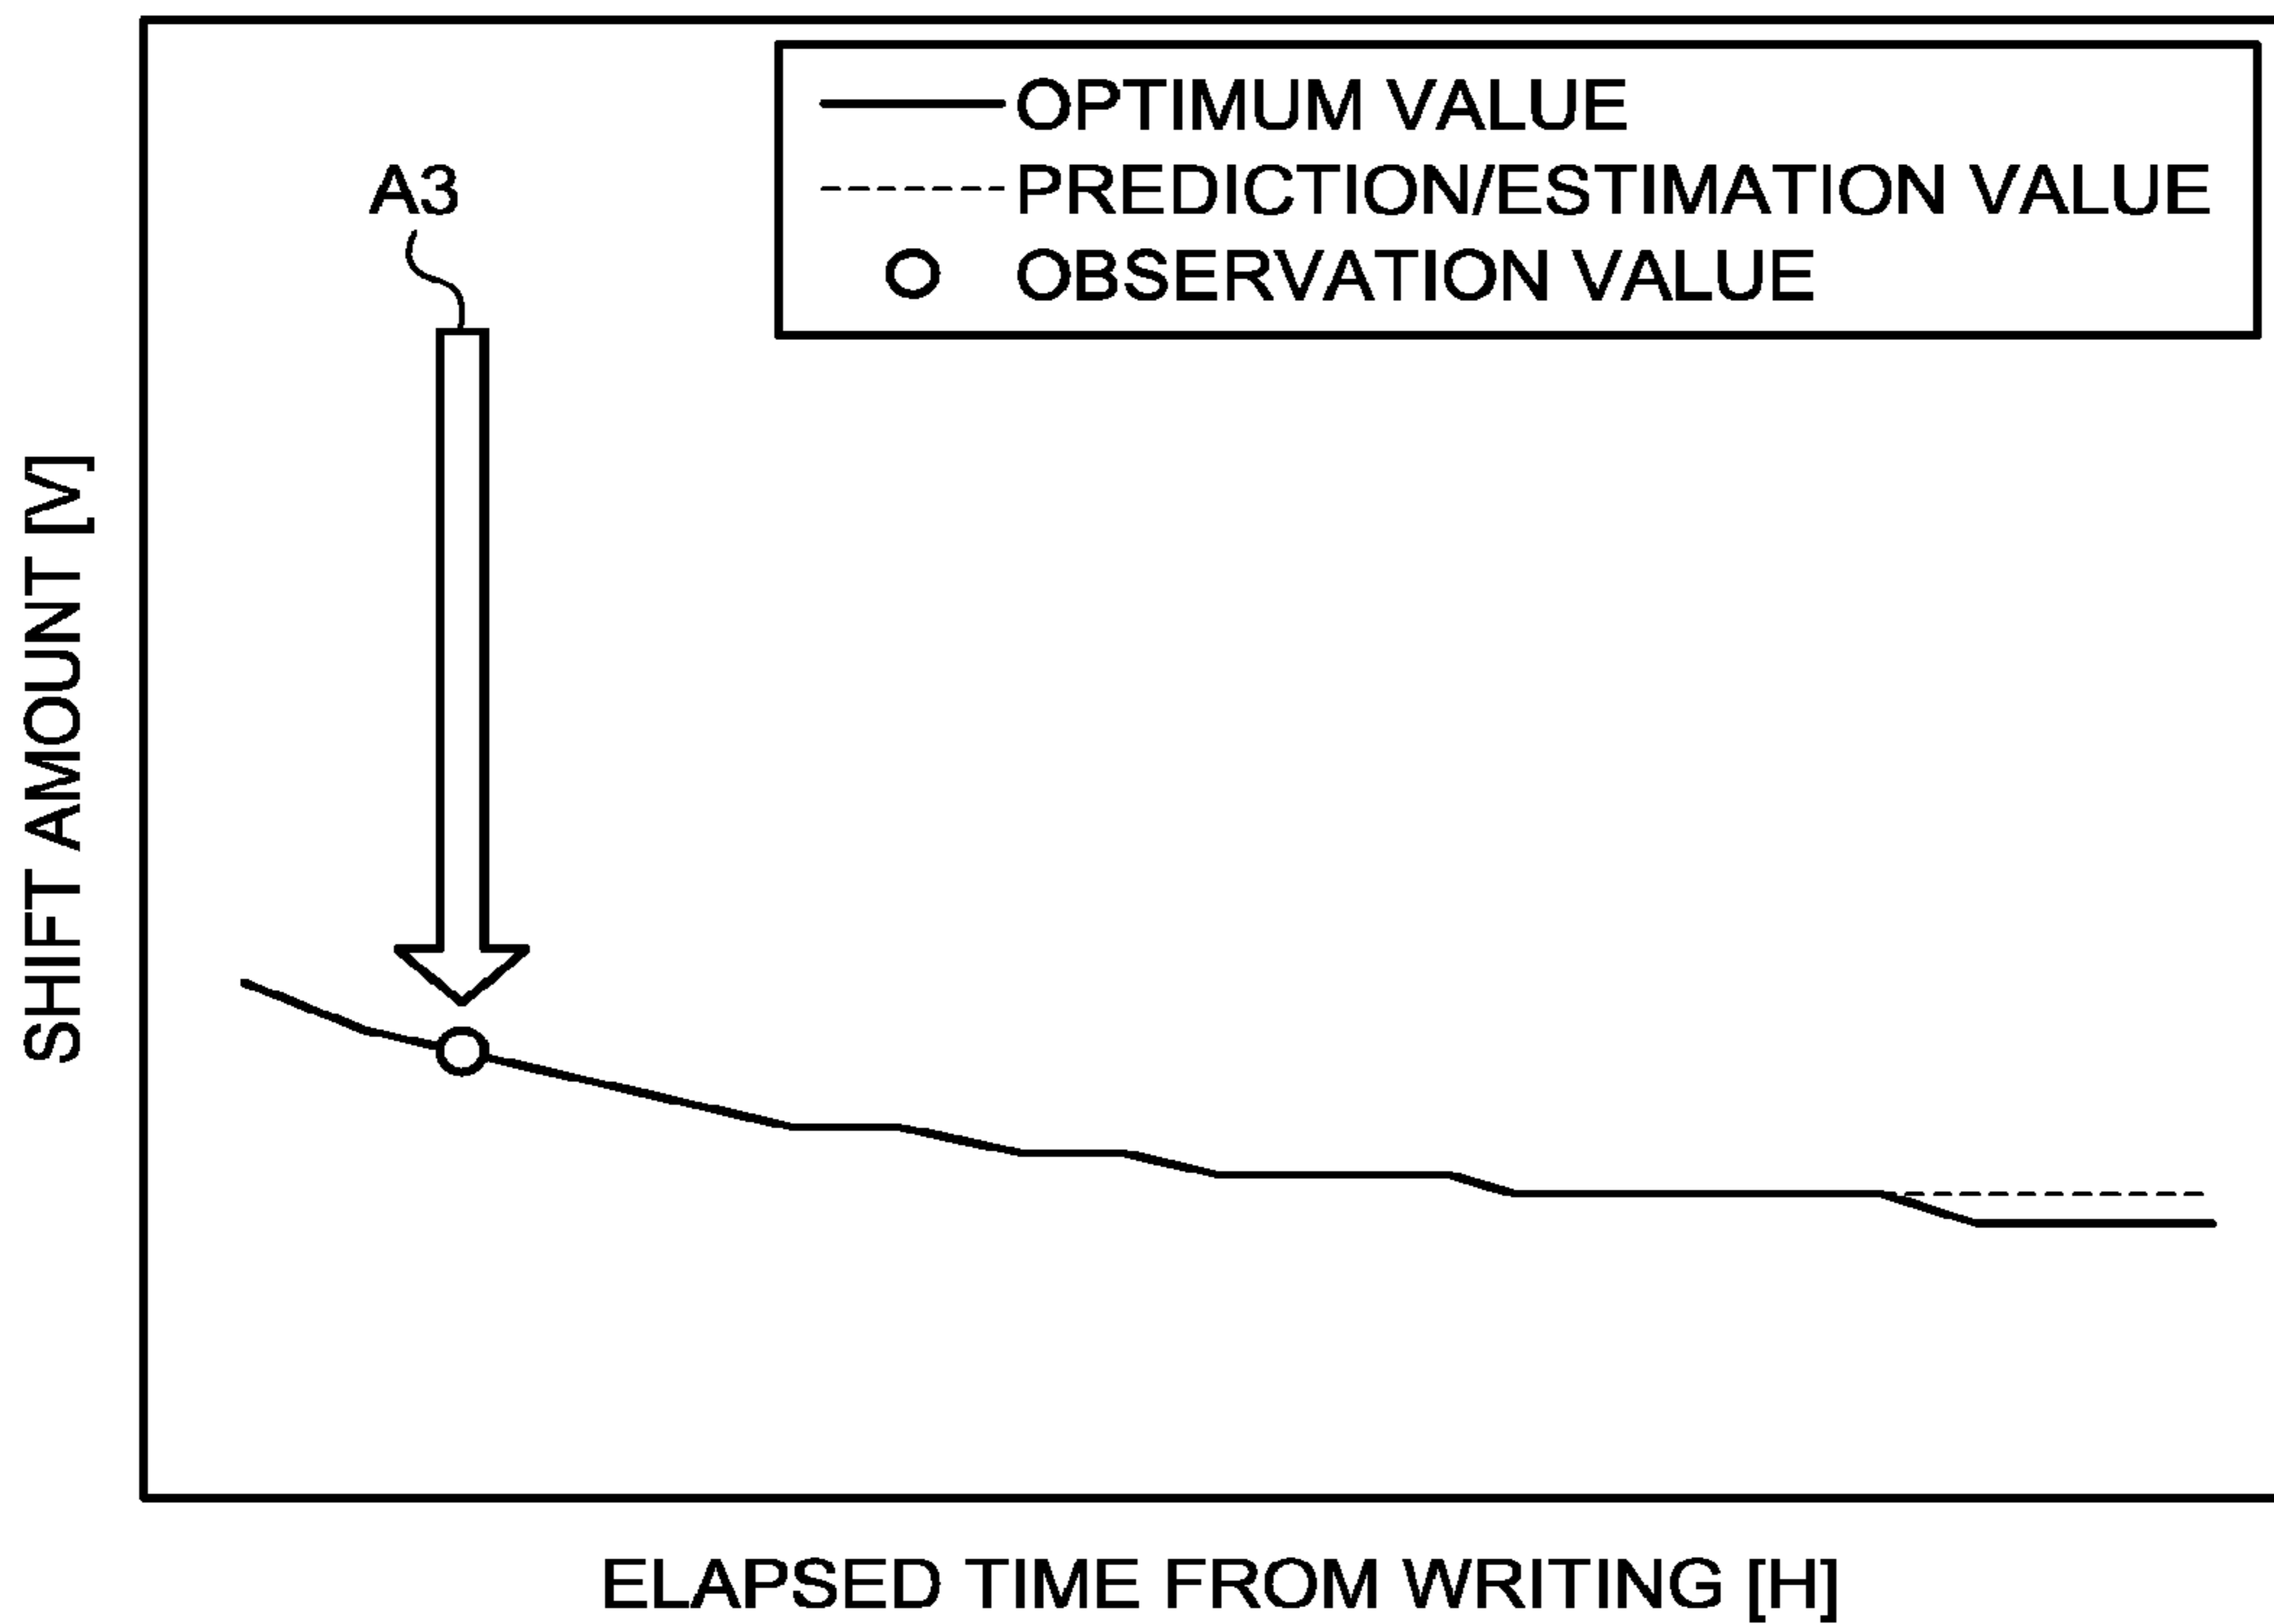 OPTIMUM VALUE
PREDICTION/ESTIMATION VALUE
OBSERVATION VALUE
A3
SHIFT AMOUNT [V]
ELAPSED TIME FROM WRITING [H]